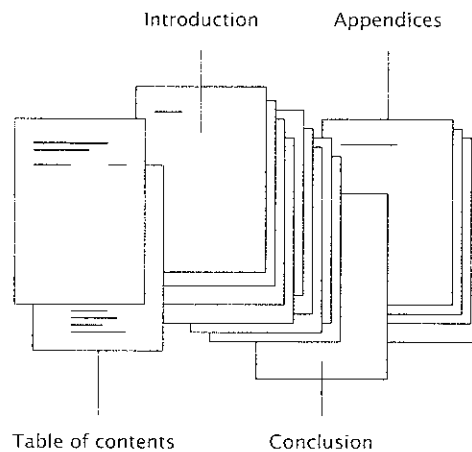 Introduction
Appendices
Table of contents
Conclusion